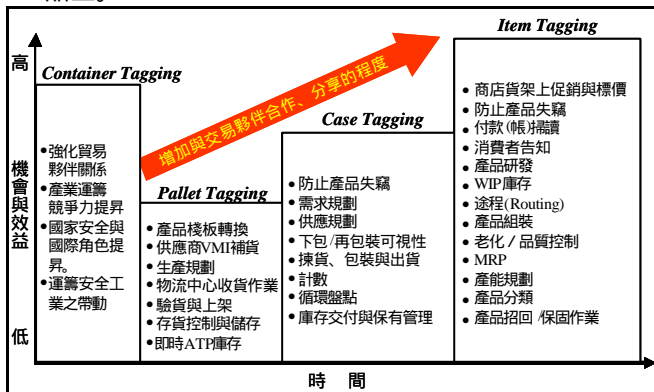 高
機會與效益
低
Container Tagging
•強化貿易
夥伴關係
•產業運籌
競爭力提昇
•國家安全與
國際角色提
昇。
•運籌安全工
業之帶動
增加與交易夥伴合作、分享的程度
Pallet Tagging
•產品棧板轉換
•供應商VMI補貨
•生產規劃
•物流中心收貨作業
•驗貨與上架
•存貨控制與儲存
•即時ATP庫存
Case Tagging
•防止產品失竊
•需求規劃
•供應規劃
•下包/再包裝可視性
•揀貨、包裝與出貨
•計數
•循環盤點
•庫存交付與保有管理
Item Tagging
•商店貨架上促銷與標價
•防止產品失竊
•付款(帳)掃讀
•消費者告知
•產品研發
•WIP庫存
•途程(Routing)
•產品組裝
•老化/品質控制
•MRP
•產能規劃
•產品分類
•產品招回/保固作業
時 間